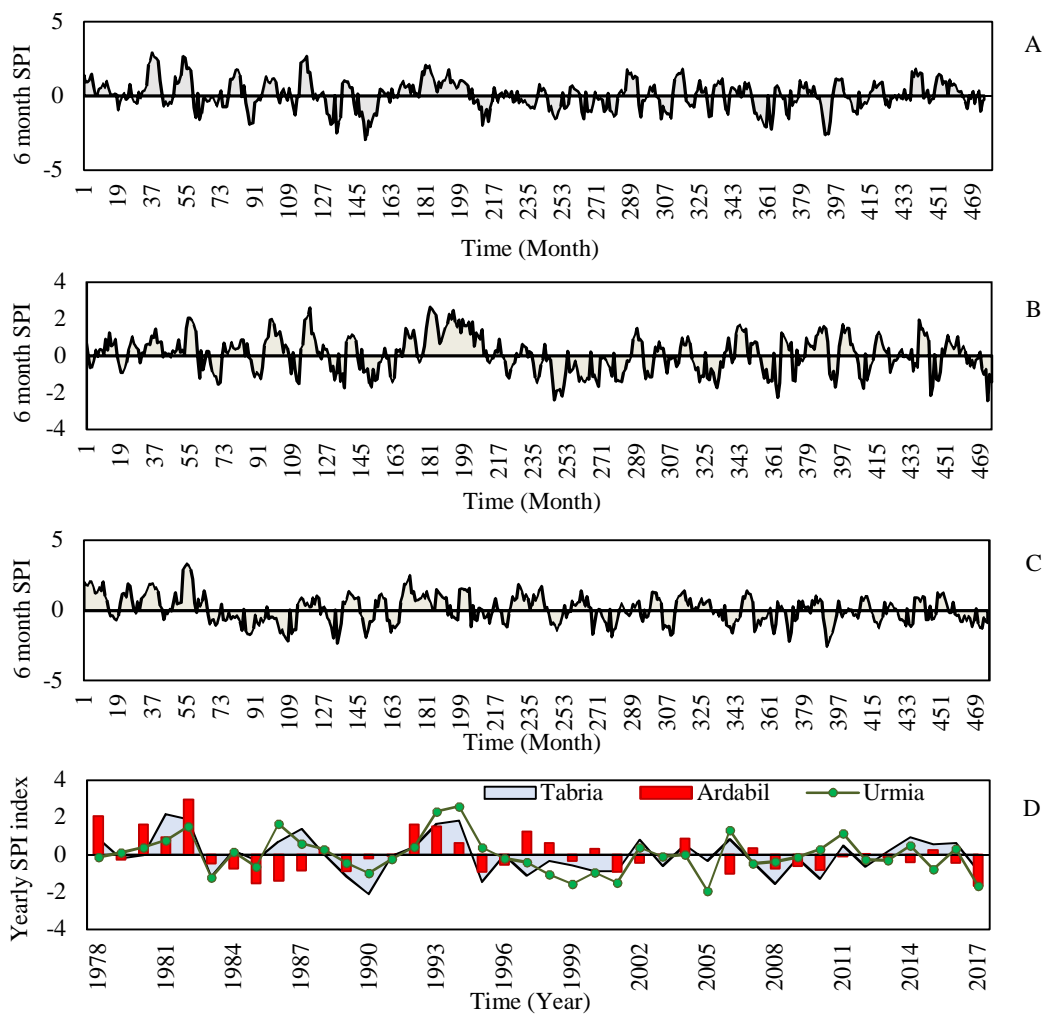 A
6 month SPI
5
0
-5
1 19 37 55 73 91 109 127 145 163 181 199 217 235 253 271 289 307 325 343 361 379 397 415 433 451 469
Time (Month)
B
6 month SPI
4
2
0
-2
-4
1 19 37 55 73 91 109 127 145 163 181 199 217 235 253 271 289 307 325 343 361 379 397 415 433 451 469
Time (Month)
C
6 month SPI
5
0
-5
1 19 37 55 73 91 109 127 145 163 181 199 217 235 253 271 289 307 325 343 361 379 397 415 433 451 469
Time (Month)
D
Yearly SPI index
4
2
0
-2
-4
Tabria Ardabil Urmia
1978 1981 1984 1987 1990 1993 1996 1999 2002 2005 2008 2011 2014 2017
Time (Year)